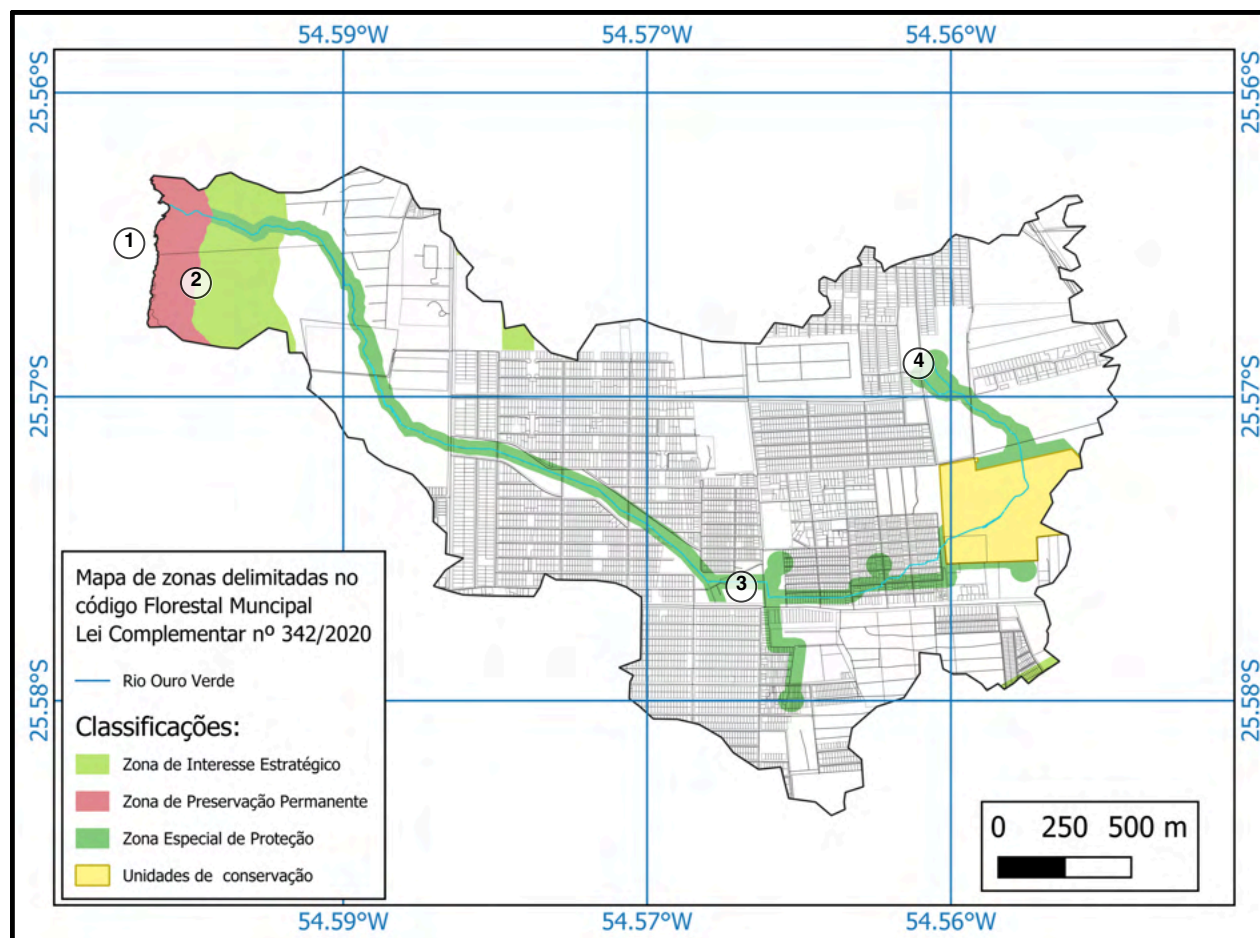 54.59°W 54.57°W 54.56°W
25.56°S 25.56°S
1
2
4
25.57°S 25.57°S
3
Mapa de zonas delimitadas no
código Florestal Muncipal
Lei Complementar nº 342/2020
Rio Ouro Verde
Classificações:
Zona de Interesse Estratégico
Zona de Preservação Permanente
Zona Especial de Proteção
Unidades de conservação
25.58°S 25.58°S
0 250 500 m
54.59°W 54.57°W 54.56°W